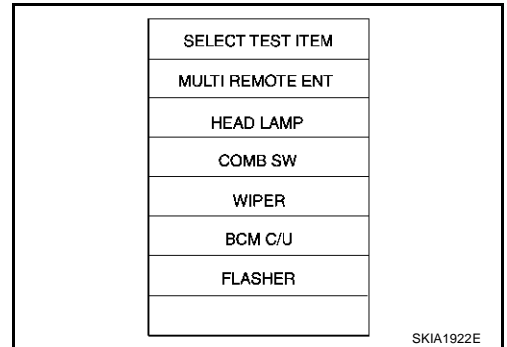 SELECT TEST ITEM
MULTI REMOTE ENT
HEAD LAMP
COMB SW
WIPER
BCM C/U
FLASHER
SKIA1922E